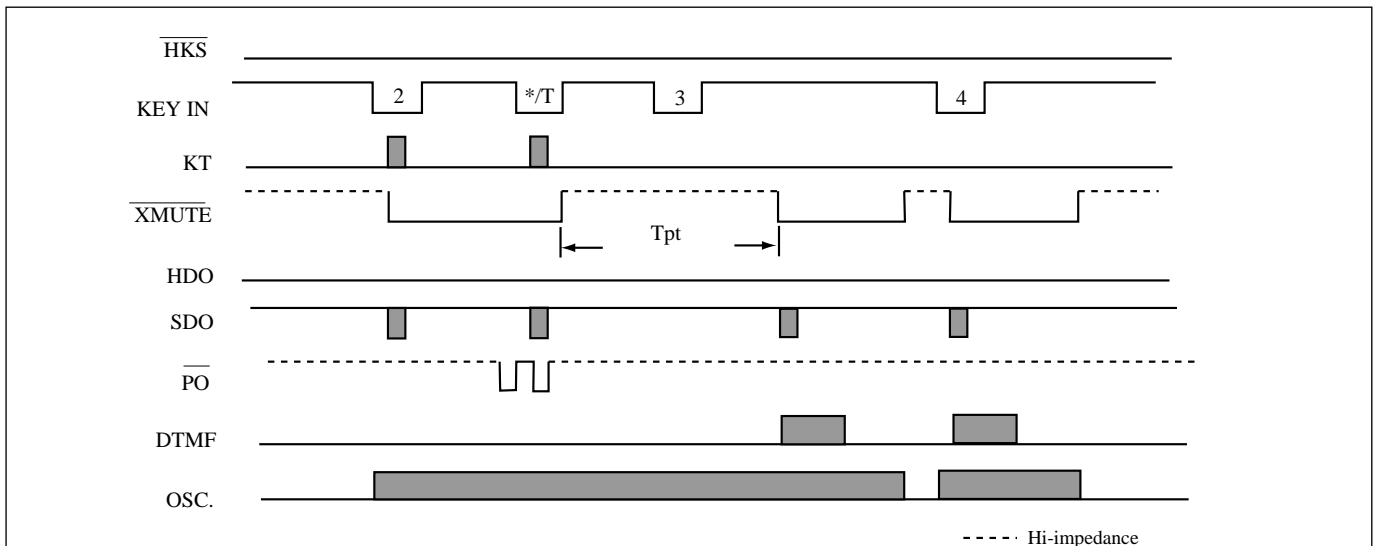 HKS
KEY IN 2 */T 3 4
KT
XMUTE
Tpt
HDO
SDO
PO
DTMF
OSC.
Hi-impedance